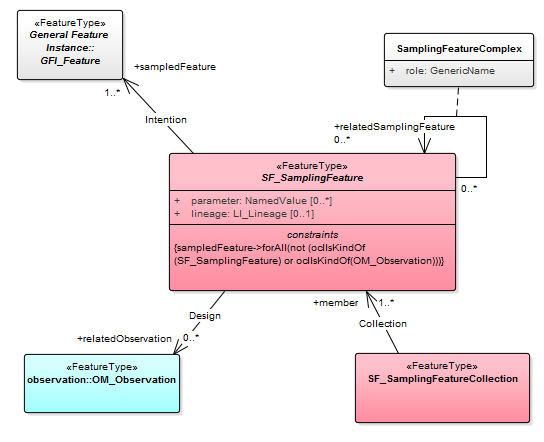 «FeatureType»
General Feature
Instance::
GFI_Feature
SamplingFeatureComplex
+ role: GenericName
+sampledFeature
1..*
Intention
+relatedSamplingFeature
0..*
0..*
«FeatureType»
SF_SamplingFeature
+ parameter: NamedValue [0..*]
+ lineage: LI_Lineage [0..1]
constraints
{sampledFeature->forAll(not (oclIsKindOf
(SF_SamplingFeature) or oclIsKindOf(OM_Observation)))}
Design
+relatedObservation
0..*
+member
1..*
Collection
«FeatureType»
observation::OM_Observation
«FeatureType»
SF_SamplingFeatureCollection